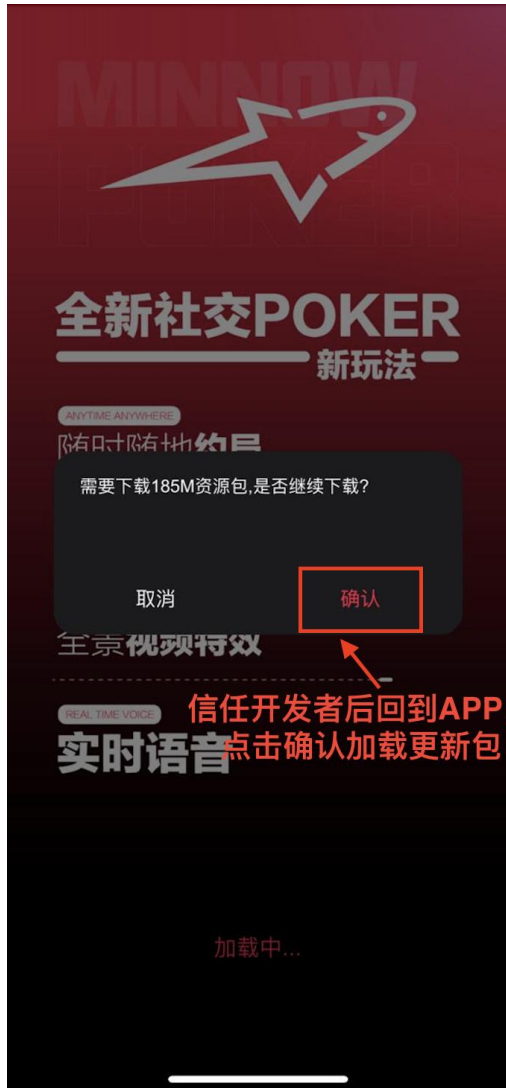 MINNOW
POKER
全新社交POKER
新玩法
ANYTIME ANYWHERE
随时随地约局
需要下载185M资源包,是否继续下载?
取消
确认
全景视频特效
信任开发者后回到APP
REAL TIME VOICE
实时语音
点击确认加载更新包
加载中...